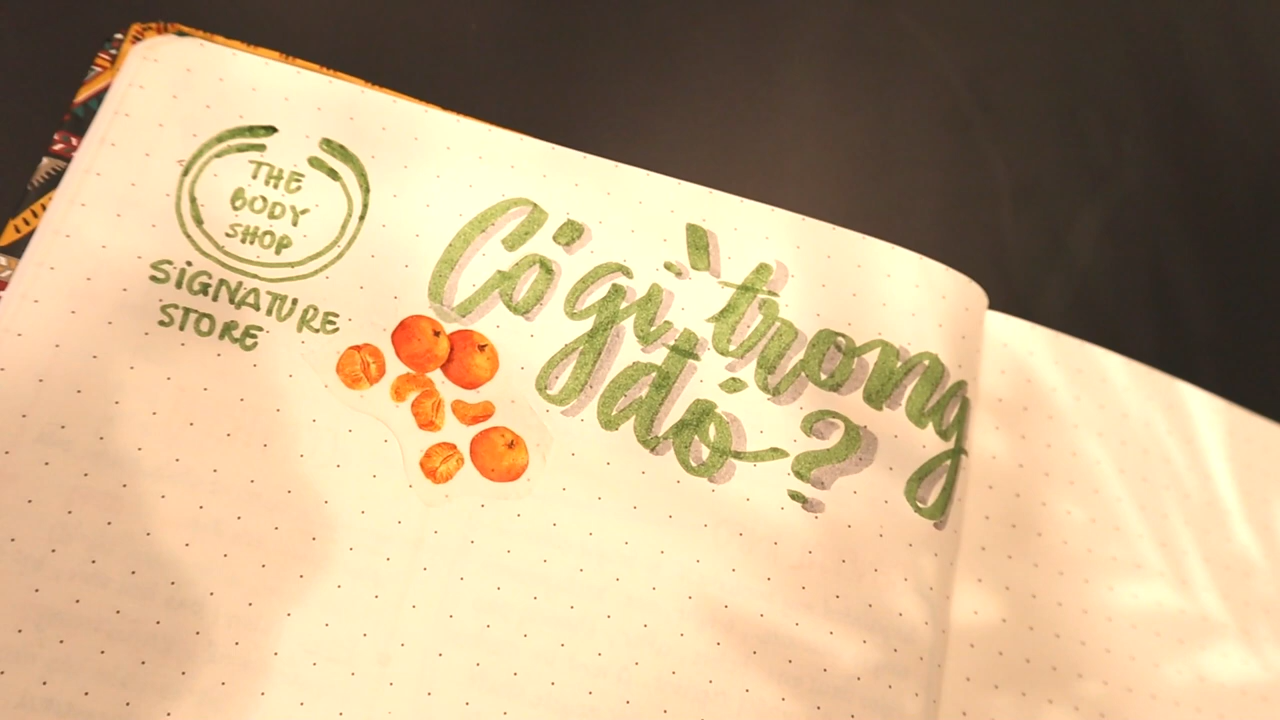 THE
BODY
SHOP
SiGNATURE
STORE
Có gì trong
đó?